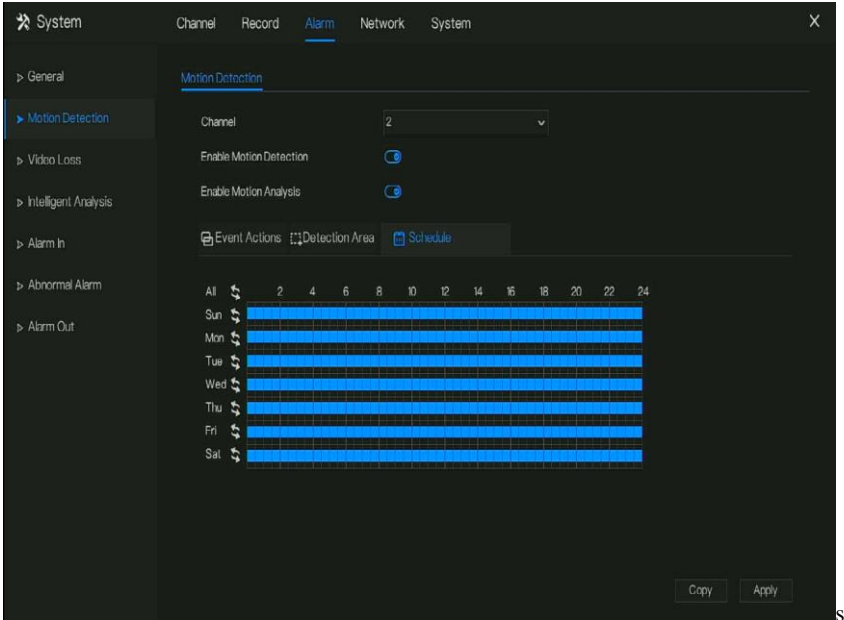 System Channel Record Alarm Network System X
General
Motion Detection
Motion Detection
Channel 2
Enable Motion Detection
Video Loss
Enable Motion Analysis
Intelligent Analysis
Event Actions Detection Area Schedule
Alarm In
Abnormal Alarm
All 2 4 6 8 10 12 14 16 18 20 22 24
Sun
Alarm Out
Mon
Tue
Wed
Thu
Fri
Sat
Copy Apply
s